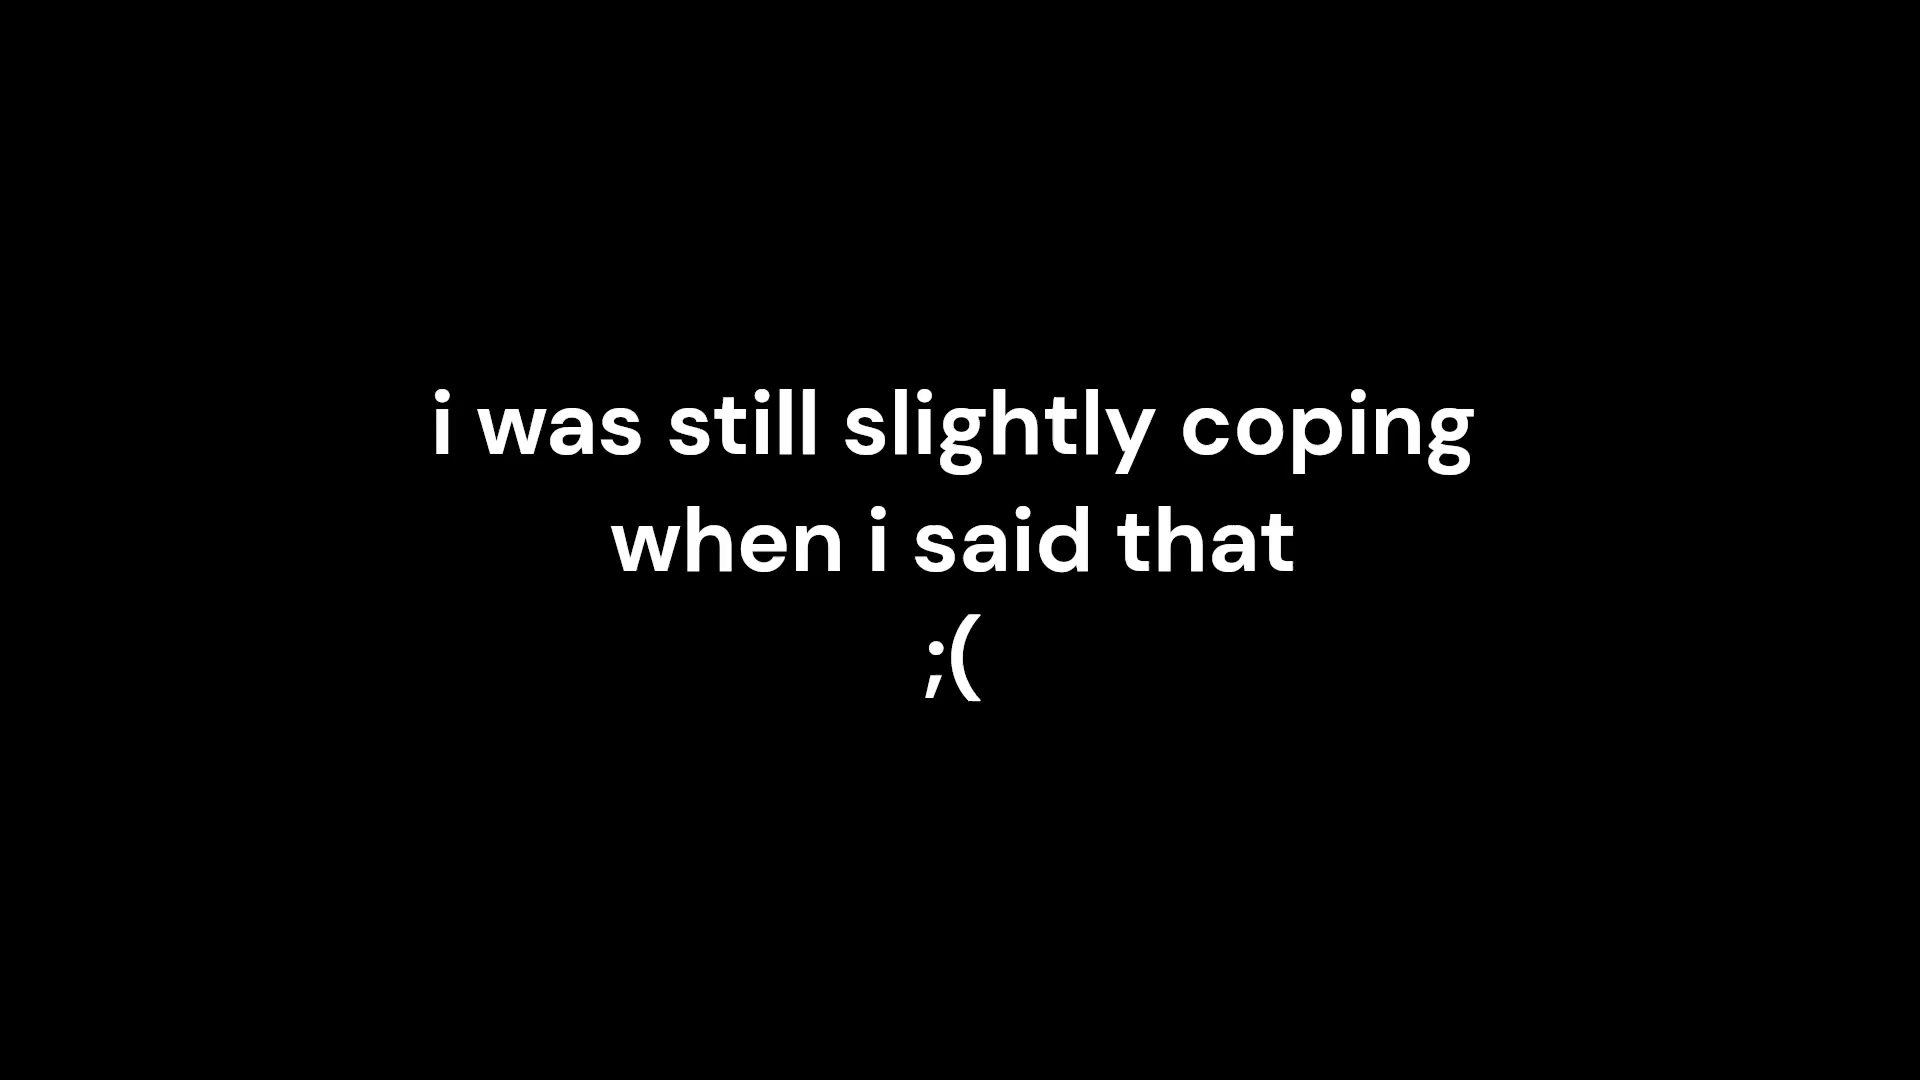 i was still slightly coping
when i said that
;(